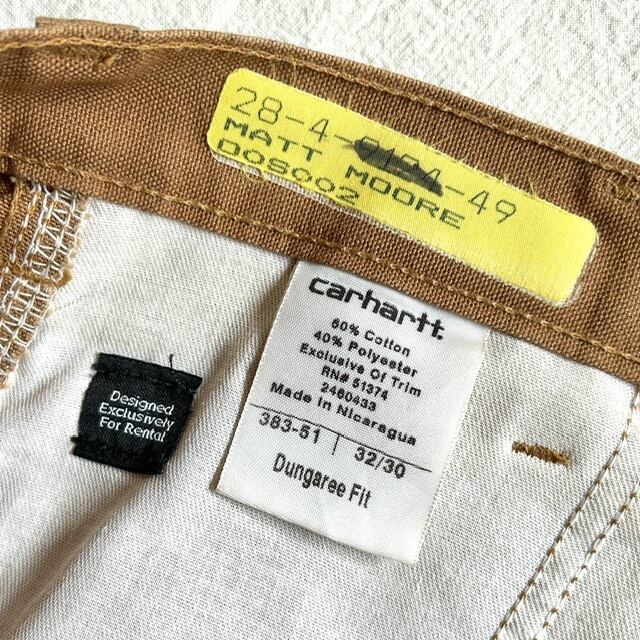 28-4- -49
MATT MOORE
DOS002
carhartt.
60% Cotton
40% Polyester
Exclusive Of Trim
RN# 51374
2460433
Made In Nicaragua
383-51 | 32/30
Dungaree Fit
Designed
Exclusively
For Rental